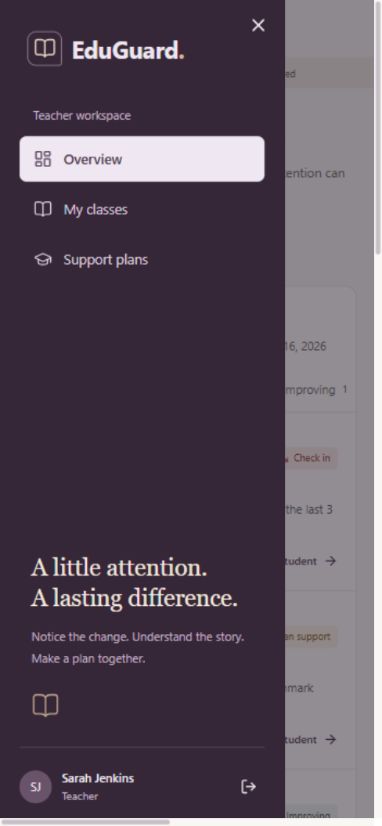 EduGuard.
Teacher workspace
Overview
My classes
Support plans
A little attention.
A lasting difference.
Notice the change. Understand the story.
Make a plan together.
SJ
Sarah Jenkins
Teacher
ed
ention can
16, 2026
mproving 1
Check in
the last 3
tudent →
en support
mark
tudent →
mproving